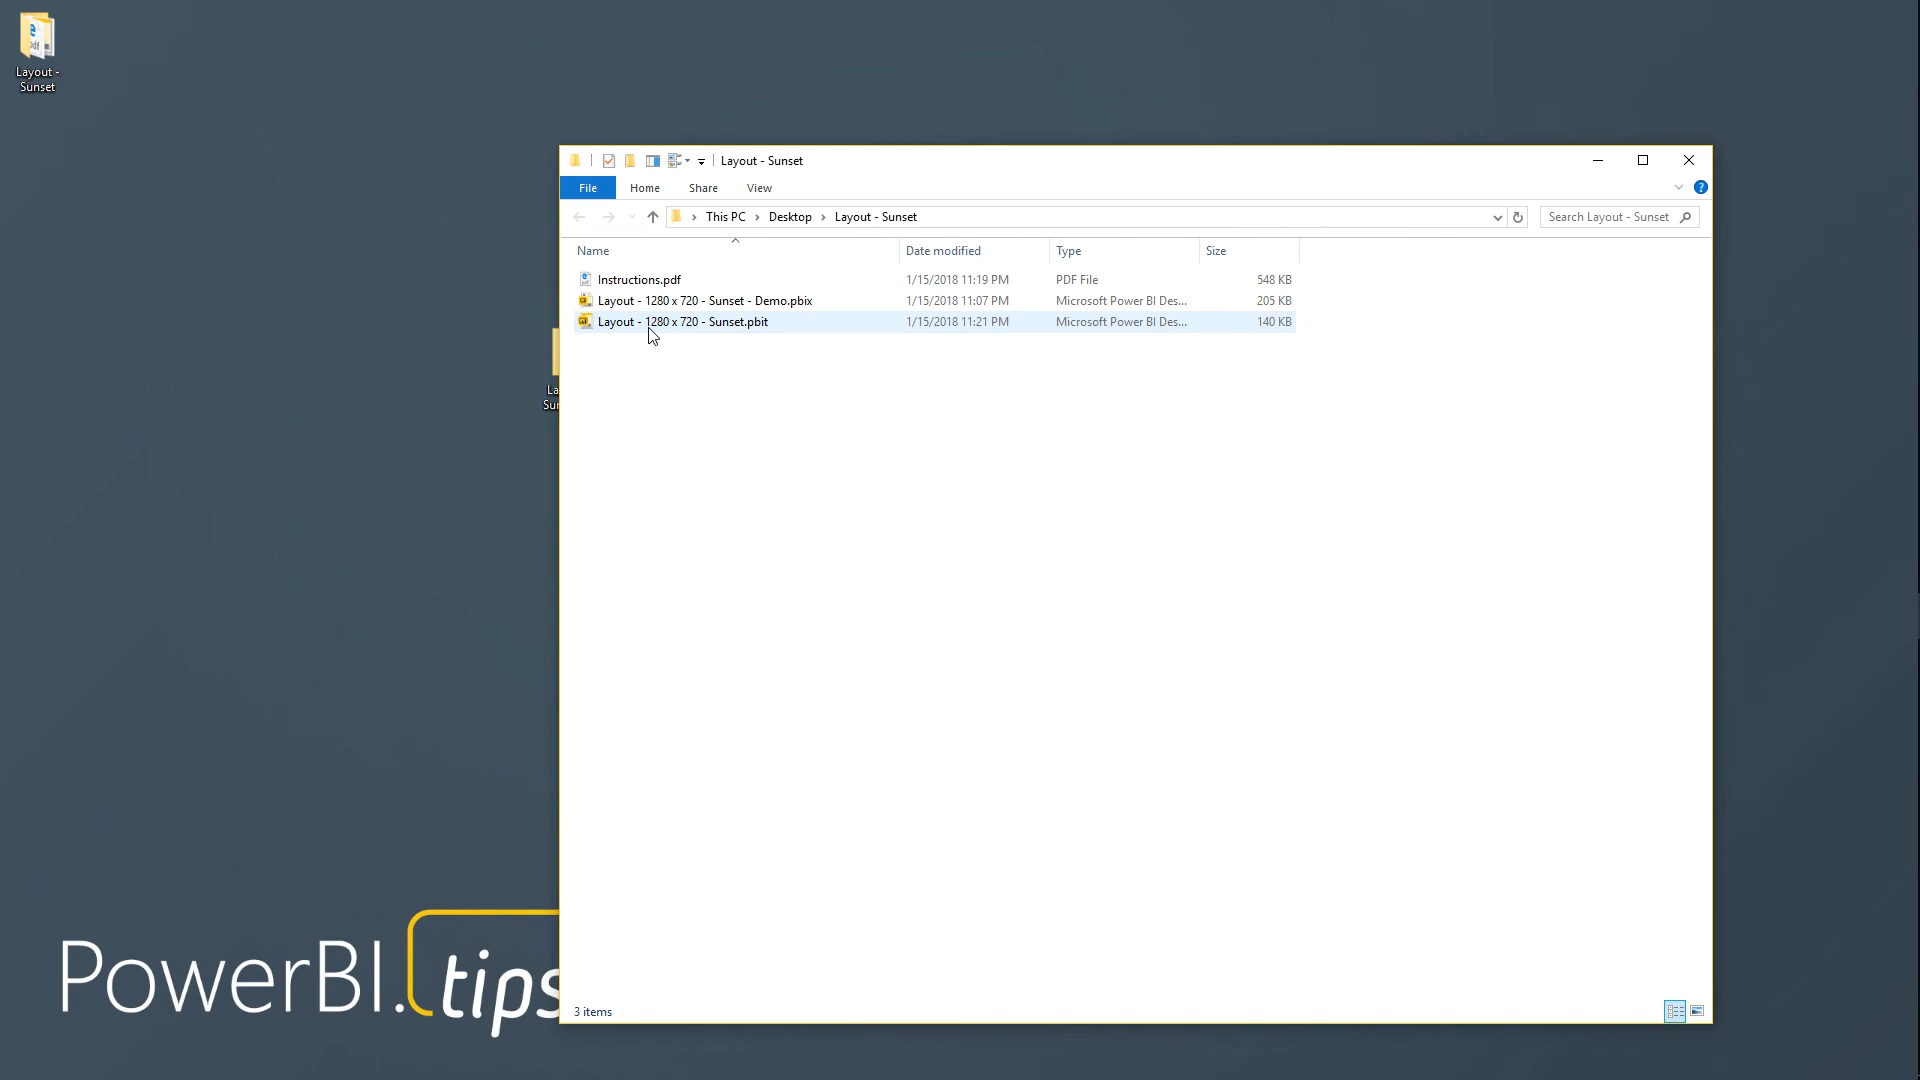 Layout -
Sunset
Layout - Sunset
File
Home
Share
View
This PC
Desktop
Layout - Sunset
Search Layout - Sunset
Name
Date modified
Type
Size
Instructions.pdf
1/15/2018 11:19 PM
PDF File
548 KB
Layout - 1280 x 720 - Sunset - Demo.pbix
1/15/2018 11:07 PM
Microsoft Power BI Des...
205 KB
Layout - 1280 x 720 - Sunset.pbit
1/15/2018 11:21 PM
Microsoft Power BI Des...
140 KB
La
Sun
PowerBI.tips
3 items